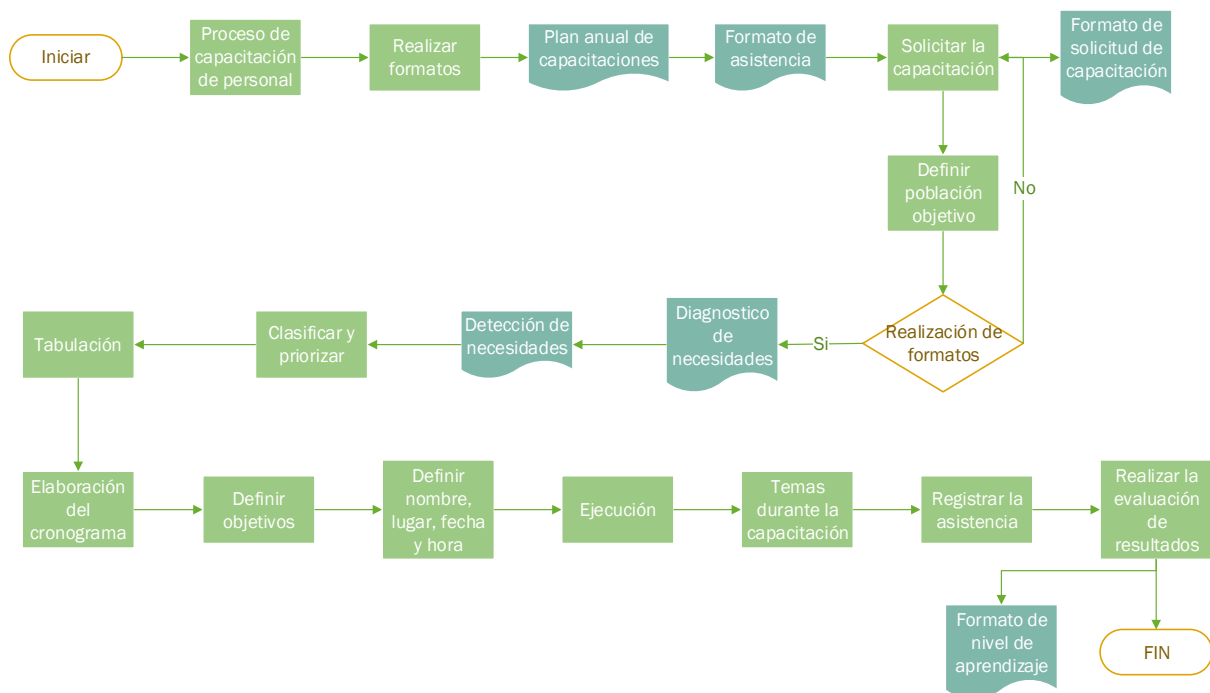 Iniciar
Proceso de
capacitación
de personal
Realizar
formatos
Plan anual de
capacitaciones
Formato de
asistencia
Solicitar la
capacitación
Formato de
solicitud de
capacitación
Definir
población
objetivo
No
Realización de
formatos
Si
Diagnostico
de
necesidades
Detección de
necesidades
Clasificar y
priorizar
Tabulación
Elaboración
del
cronograma
Definir
objetivos
Definir
nombre,
lugar, fecha
y hora
Ejecución
Temas
durante la
capacitación
Registrar la
asistencia
Realizar la
evaluación
de
resultados
Formato de
nivel de
aprendizaje
FIN